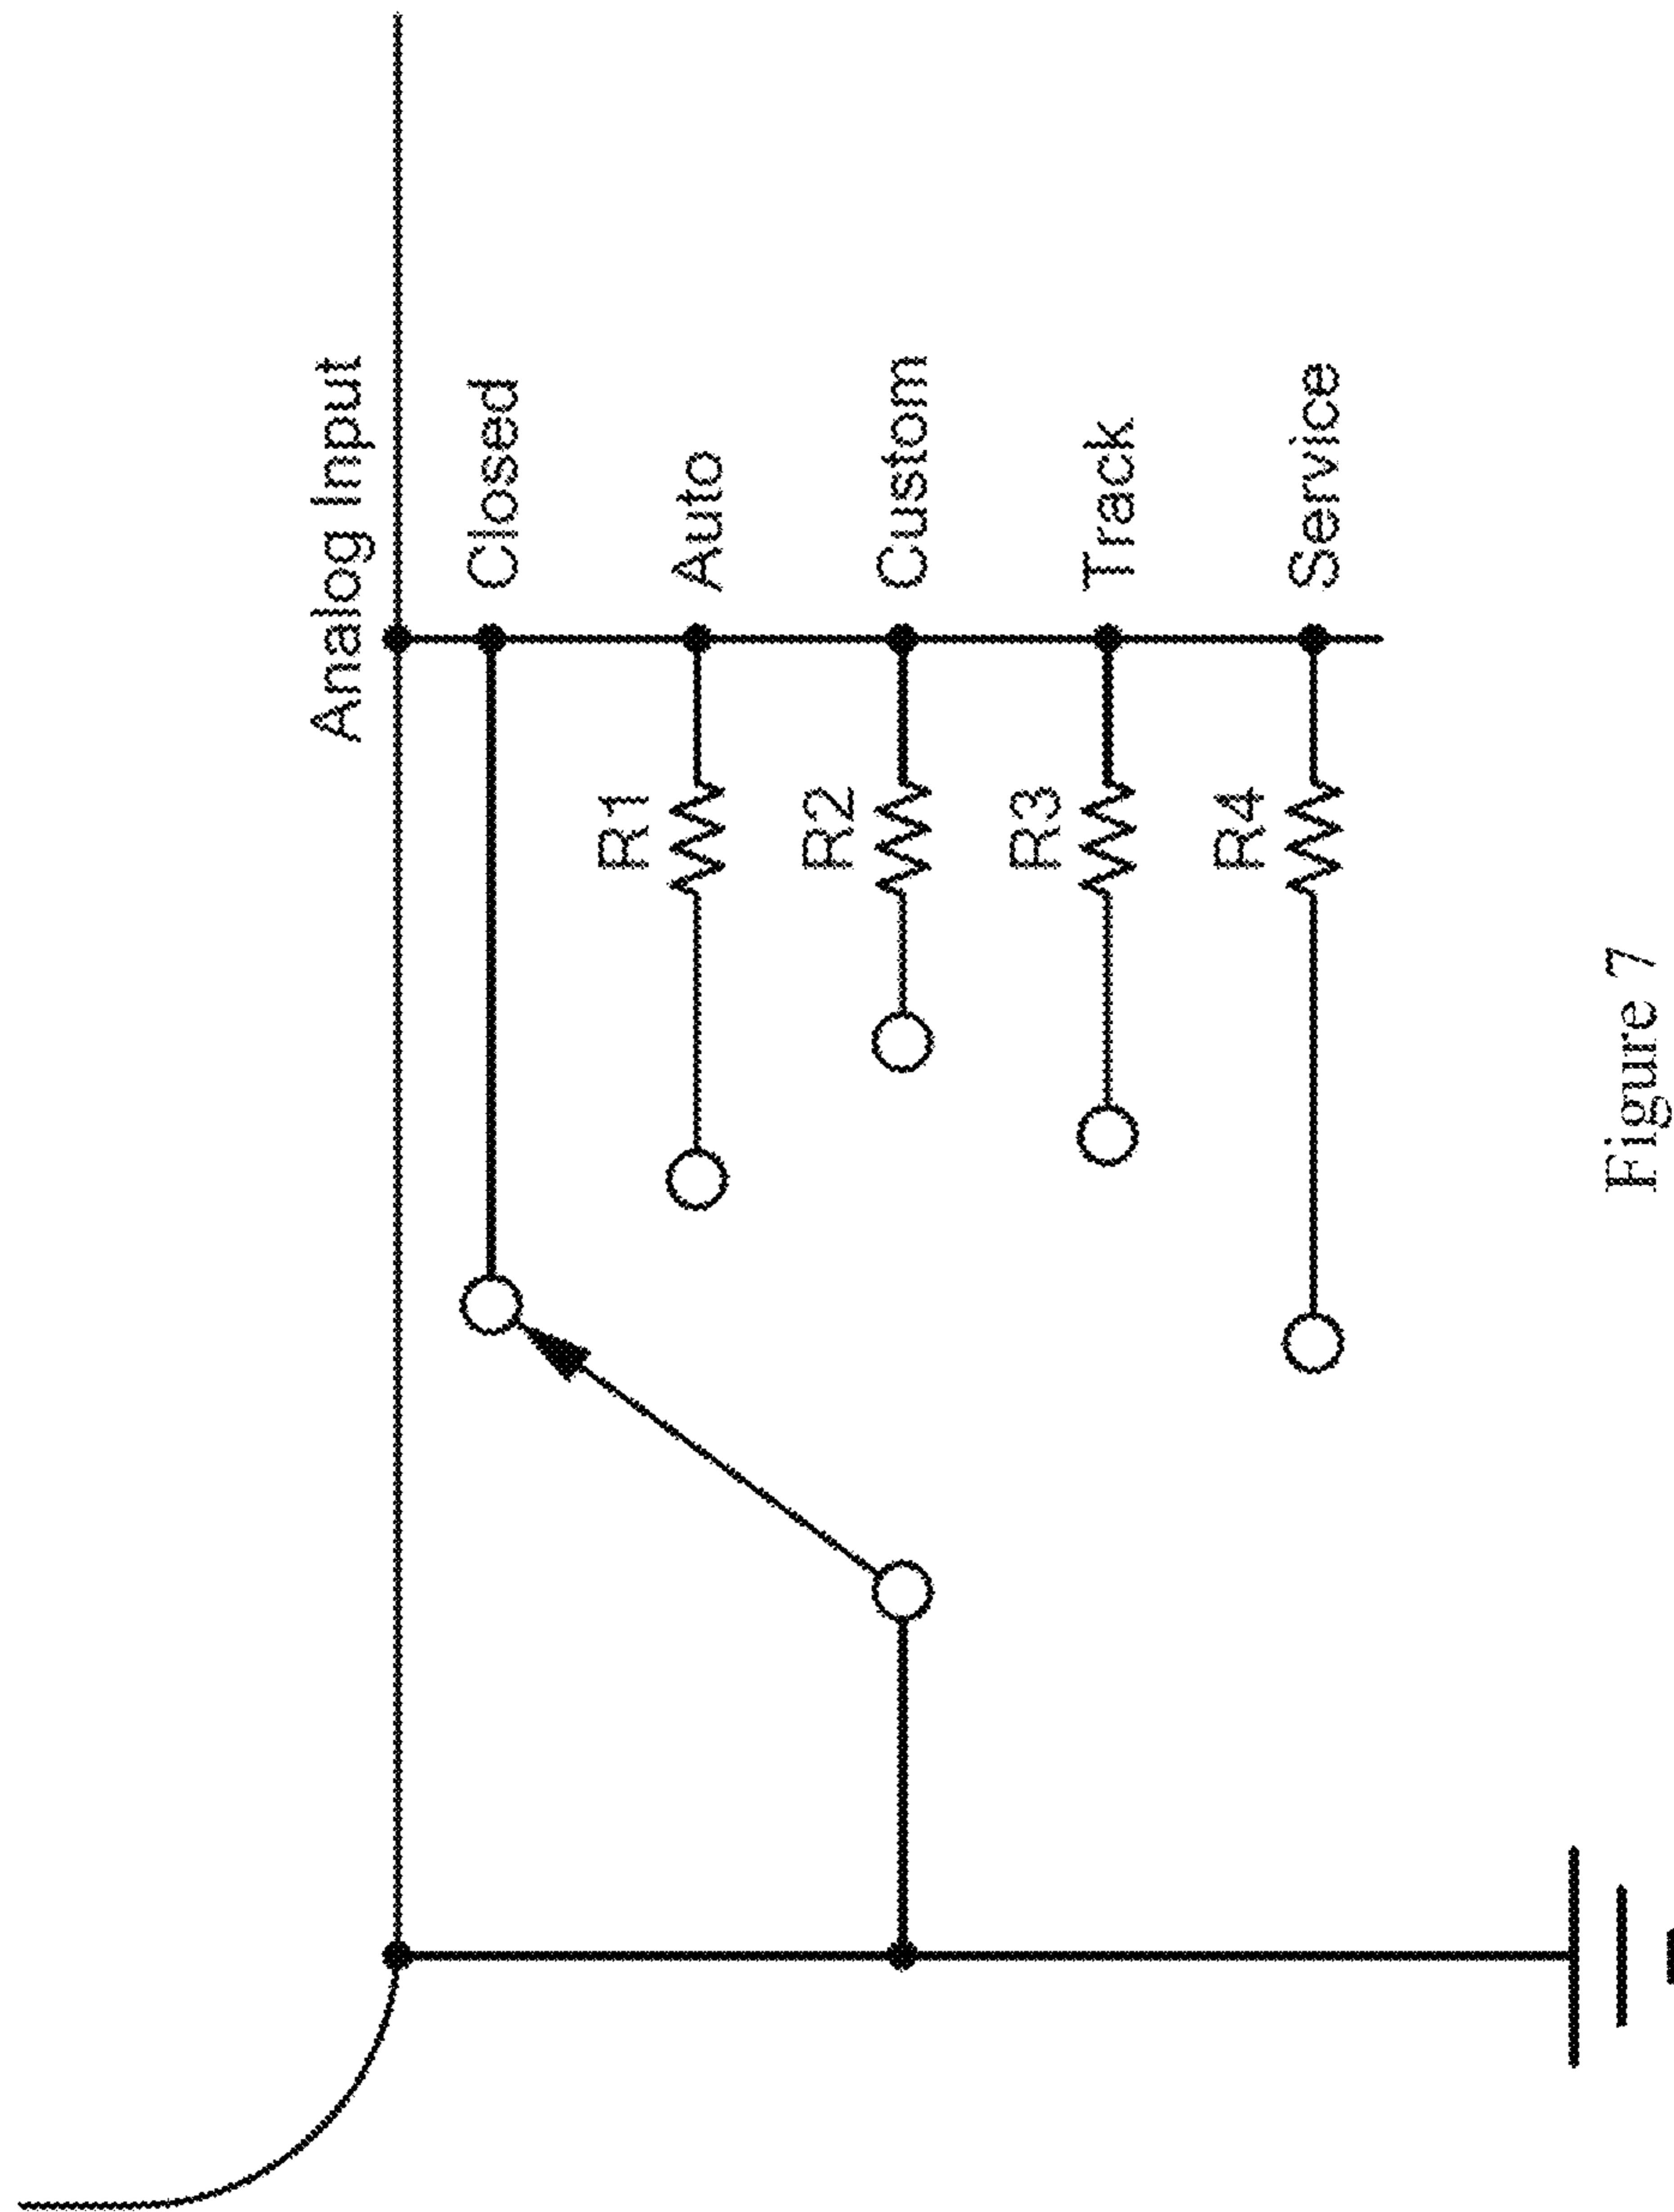 Analog Input
Closed
R1
Auto
R2
Custom
R3
Track
R4
Service
Figure 7